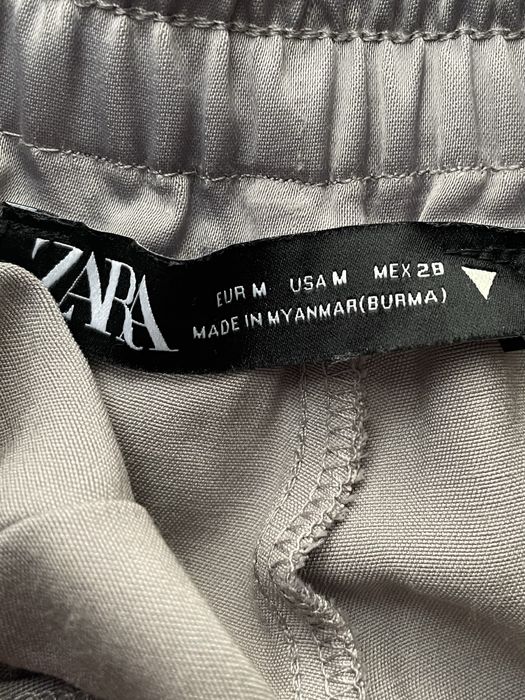 ZARA
EUR M USA M MEX 28
MADE IN MYANMAR(BURMA)